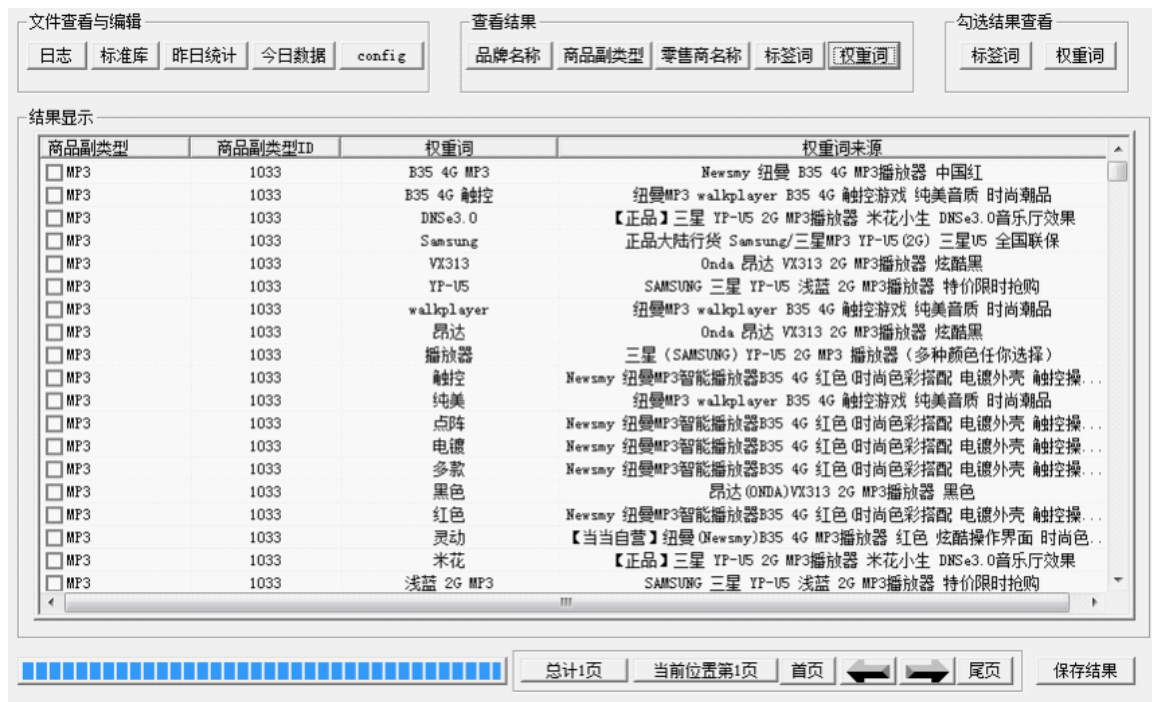 文件查看与编辑 查看结果 勾选结果查看
日志 标准库 昨日统计 今日数据 config 品牌名称 商品副类型 零售商名称 标签词 权重词 标签词 权重词
结果显示
商品副类型 商品副类型ID 权重词 权重词来源
MP3 1033 B35 4G MP3 Newsmy 纽曼 B35 4G MP3播放器 中国红
MP3 1033 B35 4G 触控 纽曼MP3 walkplayer B35 4G 触控游戏 纯美音质 时尚潮品
MP3 1033 DNSe3.0 【正品】三星 YP-U5 2G MP3播放器 米花小生 DNSe3.0音乐厅效果
MP3 1033 Samsung 正品大陆行货 Samsung/三星MP3 YP-U5(2G) 三星U5 全国联保
MP3 1033 VX313 Onda 昂达 VX313 2G MP3播放器 炫酷黑
MP3 1033 YP-U5 SAMSUNG 三星 YP-U5 浅蓝 2G MP3播放器 特价限时抢购
MP3 1033 walkplayer 纽曼MP3 walkplayer B35 4G 触控游戏 纯美音质 时尚潮品
MP3 1033 昂达 Onda 昂达 VX313 2G MP3播放器 炫酷黑
MP3 1033 播放器 三星（SAMSUNG）YP-U5 2G MP3 播放器（多种颜色任你选择）
MP3 1033 触控 Newsmy 纽曼MP3智能播放器B35 4G 红色(时尚色彩搭配 电镀外壳 触控操...
MP3 1033 纯美 纽曼MP3 walkplayer B35 4G 触控游戏 纯美音质 时尚潮品
MP3 1033 点阵 Newsmy 纽曼MP3智能播放器B35 4G 红色(时尚色彩搭配 电镀外壳 触控操...
MP3 1033 电镀 Newsmy 纽曼MP3智能播放器B35 4G 红色(时尚色彩搭配 电镀外壳 触控操...
MP3 1033 多款 Newsmy 纽曼MP3智能播放器B35 4G 红色(时尚色彩搭配 电镀外壳 触控操...
MP3 1033 黑色 昂达(ONDA)VX313 2G MP3播放器 黑色
MP3 1033 红色 Newsmy 纽曼MP3智能播放器B35 4G 红色(时尚色彩搭配 电镀外壳 触控操...
MP3 1033 灵动 【当当自营】纽曼(Newsmy)B35 4G MP3播放器 红色 炫酷操作界面 时尚色...
MP3 1033 米花 【正品】三星 YP-U5 2G MP3播放器 米花小生 DNSe3.0音乐厅效果
MP3 1033 浅蓝 2G MP3 SAMSUNG 三星 YP-U5 浅蓝 2G MP3播放器 特价限时抢购
总计1页 当前位置第1页 首页 尾页 保存结果